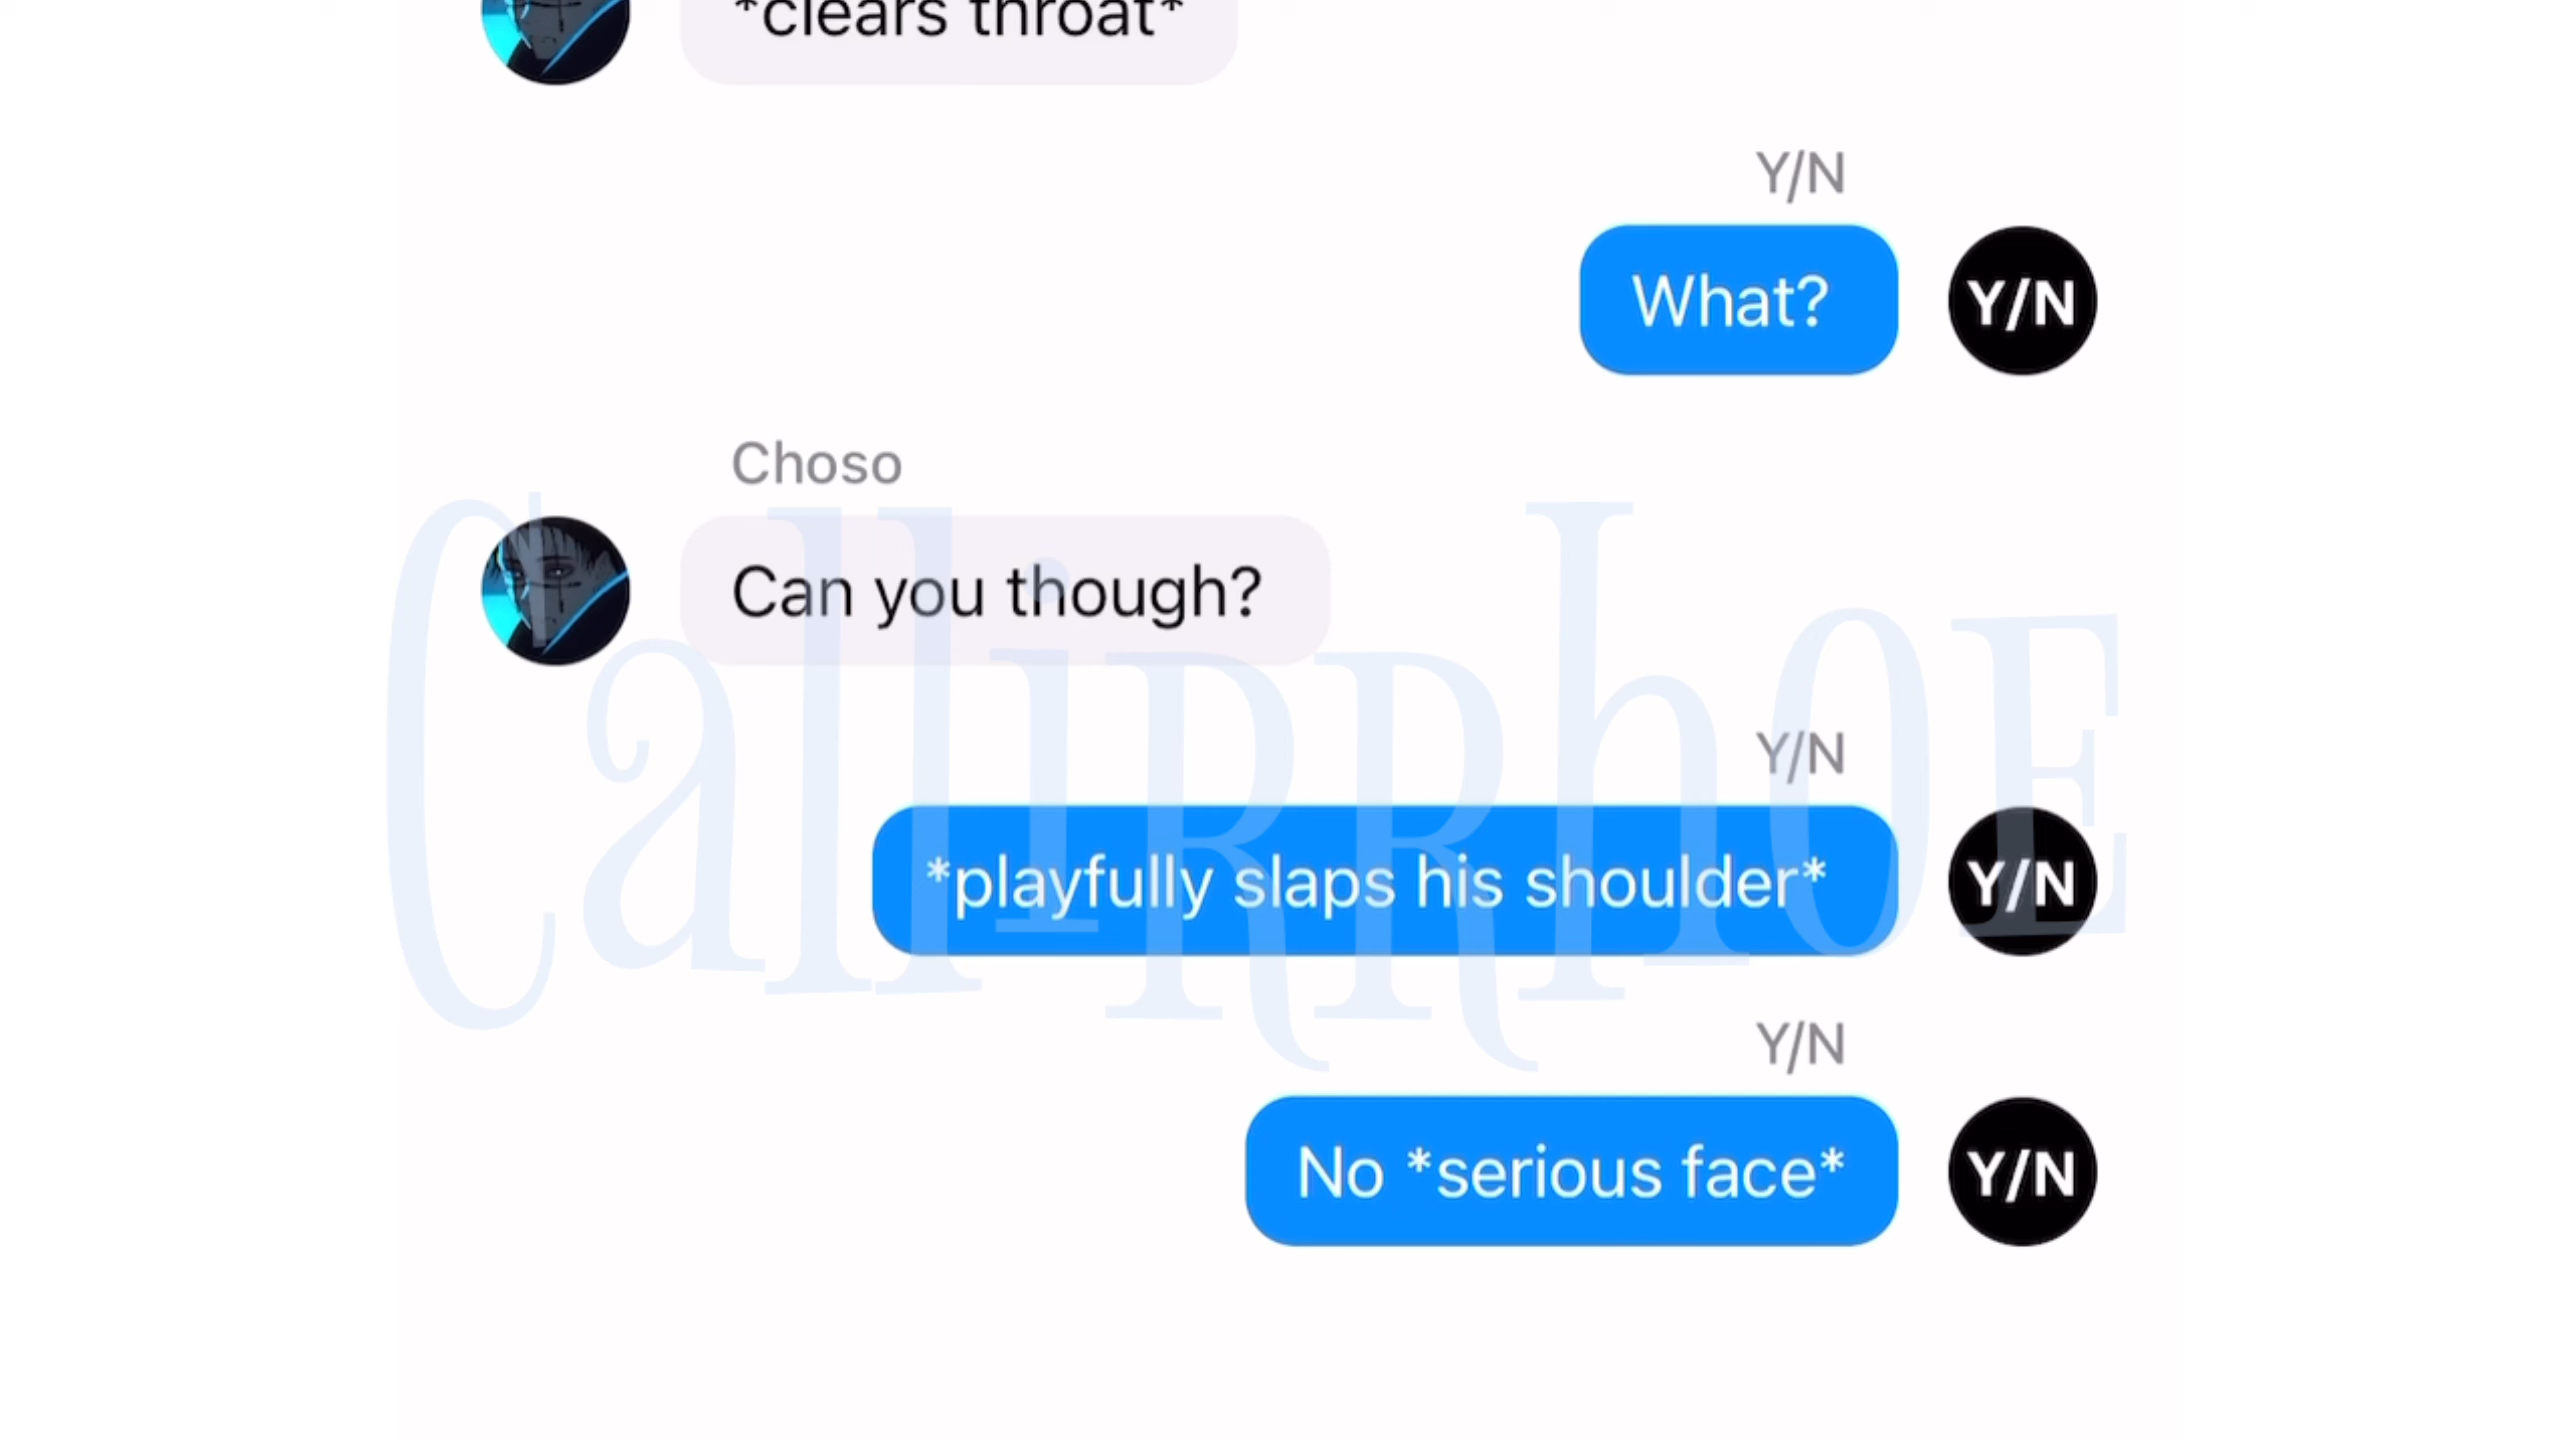 *clears throat*
Y/N
What?
Y/N
Choso
Can you though?
Y/N
*playfully slaps his shoulder*
Y/N
Y/N
No *serious face*
Y/N
CalliRRhoE